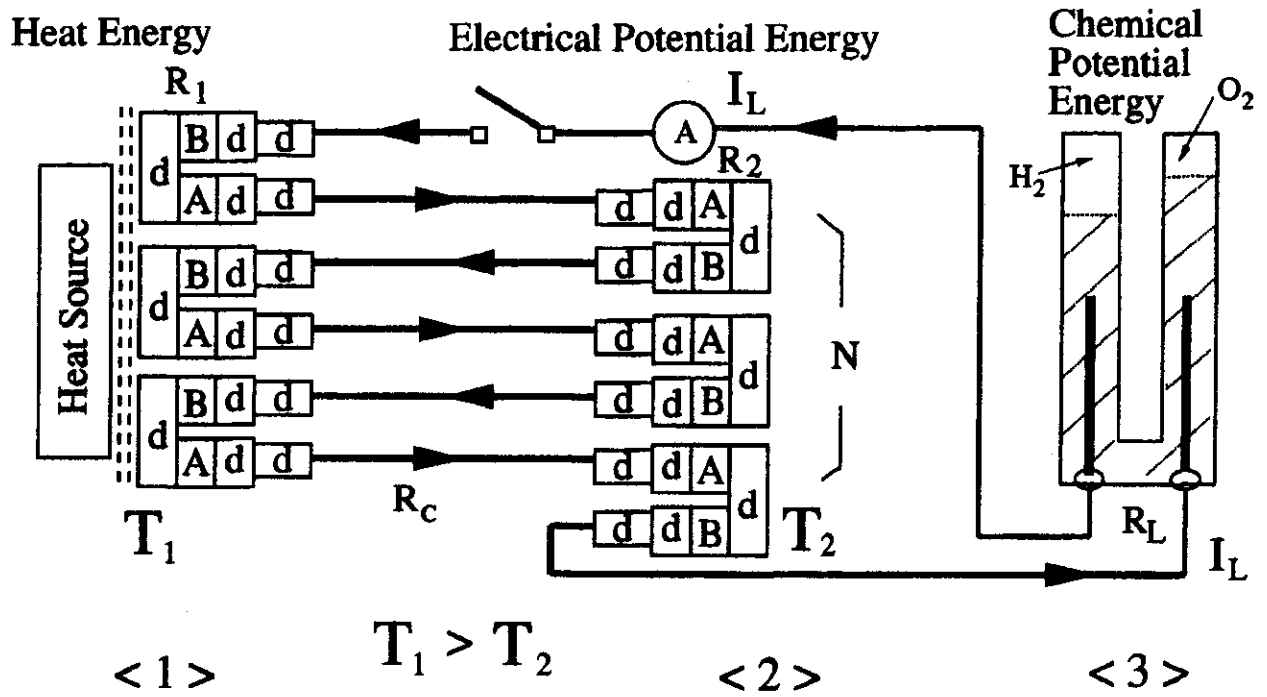 Heat Energy
Electrical Potential Energy
Chemical
Potential
Energy
O2
R1
IL
B d d
A
d
R2
H2
A d d
d d A
d
d d B
N
Heat Source
B d d
d
A d d
d d A
d
d d B
B d d
d
A d d
d d A
d
d d B
Rc
T1
T2
RL
IL
T1 > T2
< 1 >
< 2 >
< 3 >